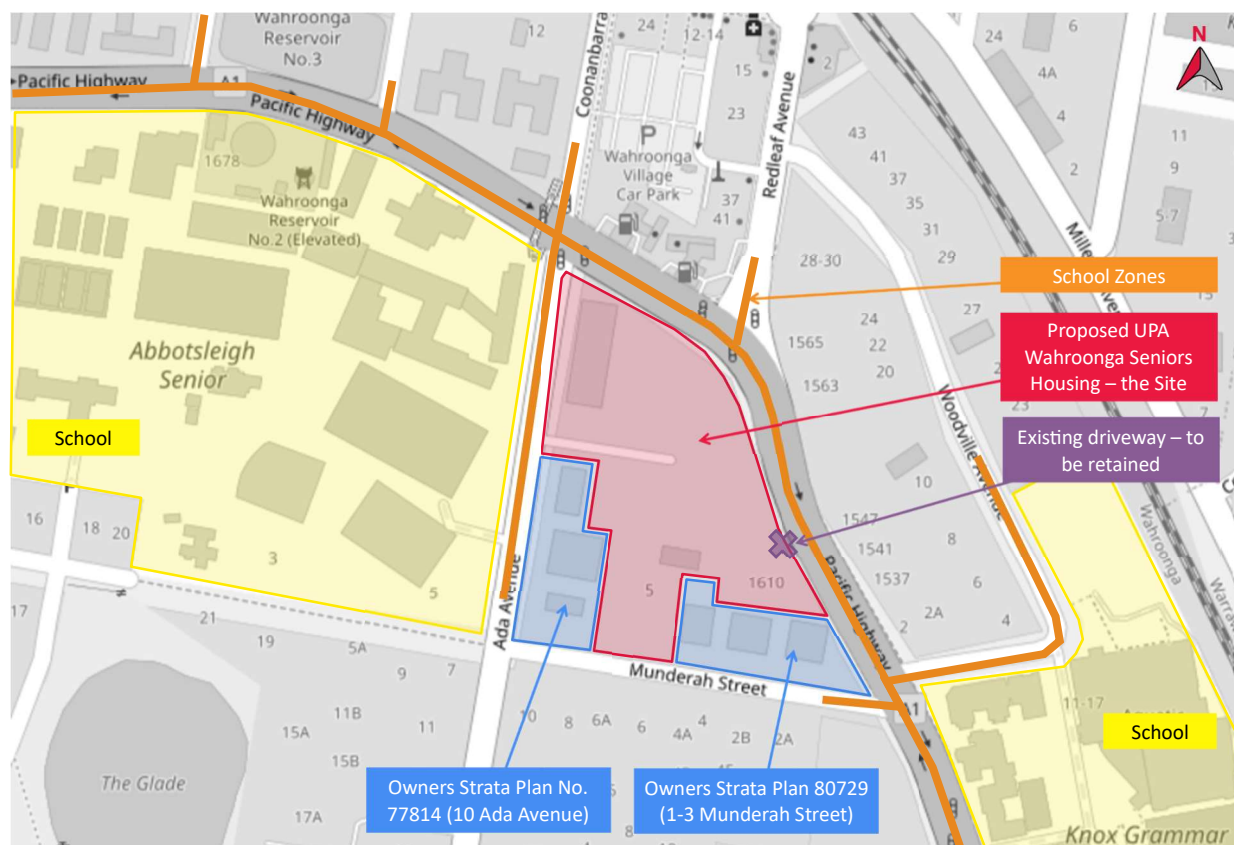 Wahroonga
Reservoir
No.3
Coonanbarra
12
24
12-14
15
23
2
Redleaf Avenue
24
6
4A
4
2
N
11
9
5-7
Pacific Highway
A1
Pacific Highway
1678
Wahroonga
Reservoir
No.2 (Elevated)
P
Wahroonga
Village
Car Park
37
41
43
41
37
35
31
29
28-30
27
School Zones
Proposed UPA
Wahroonga Seniors
Housing – the Site
Existing driveway – to
be retained
Abbotsleigh
Senior
School
1565
1563
24
22
20
23
7
Woodville Avenue
10
8
6
4
2A
2
1547
1541
1537
Wahroonga
16
18
20
3
5
17
21
19
5A
9
7
Ada Avenue
5
1610
Pacific Highway
Munderah Street
A1
11-17
School
11B
15A
15B
11
17A
The Glade
10
8
6A
6
4
4A
2B
2A
Owners Strata Plan No.
77814 (10 Ada Avenue)
Owners Strata Plan 80729
(1-3 Munderah Street)
8
Knox Grammar